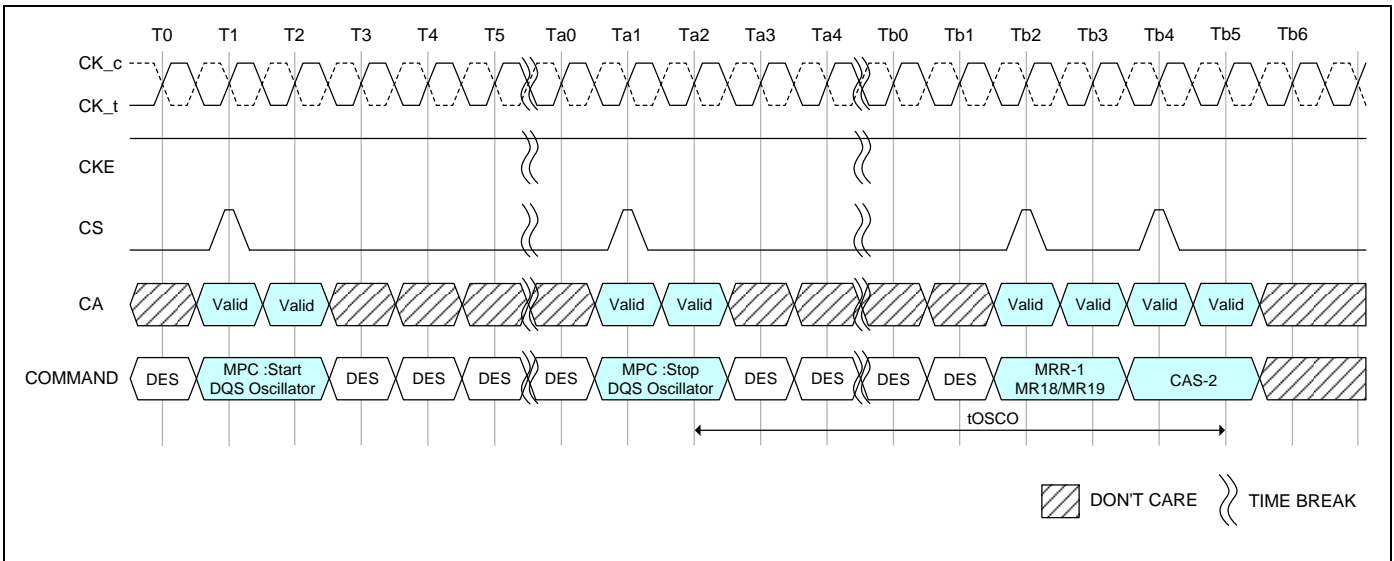 T0 T1 T2 T3 T4 T5 Ta0 Ta1 Ta2 Ta3 Ta4 Tb0 Tb1 Tb2 Tb3 Tb4 Tb5 Tb6
CK_c
CK_t
CKE
CS
CA Valid Valid Valid Valid Valid Valid Valid Valid
COMMAND DES MPC :Start DQS Oscillator DES DES DES DES MPC :Stop DQS Oscillator DES DES DES DES MRR-1 MR18/MR19 CAS-2
tOSCO
DON'T CARE TIME BREAK